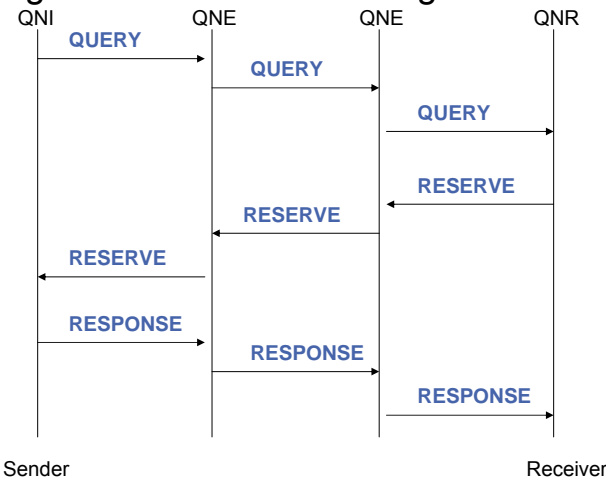 QNI QNE QNE QNR
QUERY
QUERY
QUERY
RESERVE
RESERVE
RESERVE
RESPONSE
RESPONSE
RESPONSE
Sender Receiver